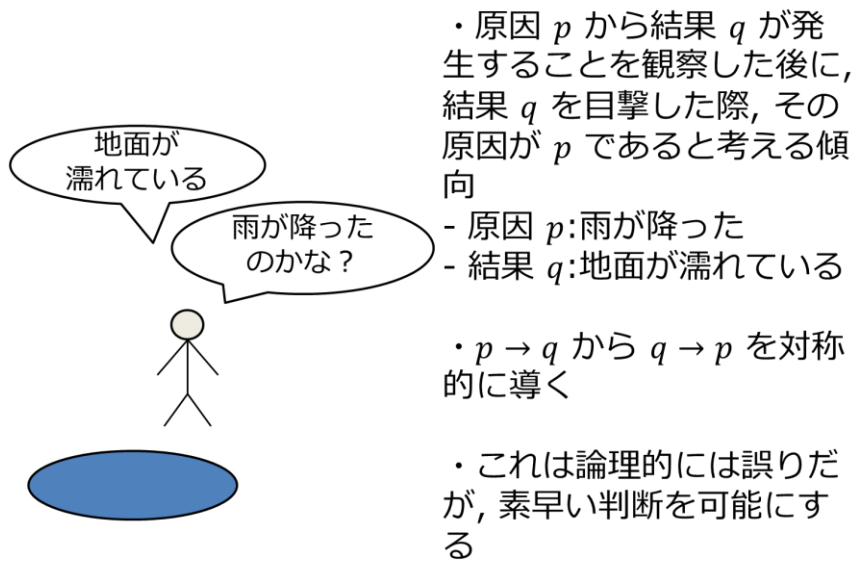 地面が
濡れている
雨が降った
のかな？
・原因 p から結果 q が発
生することを観察した後に,
結果 q を目撃した際, その
原因が p であると考える傾
向
- 原因 p:雨が降った
- 結果 q:地面が濡れている
・p → q から q → p を対称
的に導く
・これは論理的には誤りだ
が, 素早い判断を可能にす
る